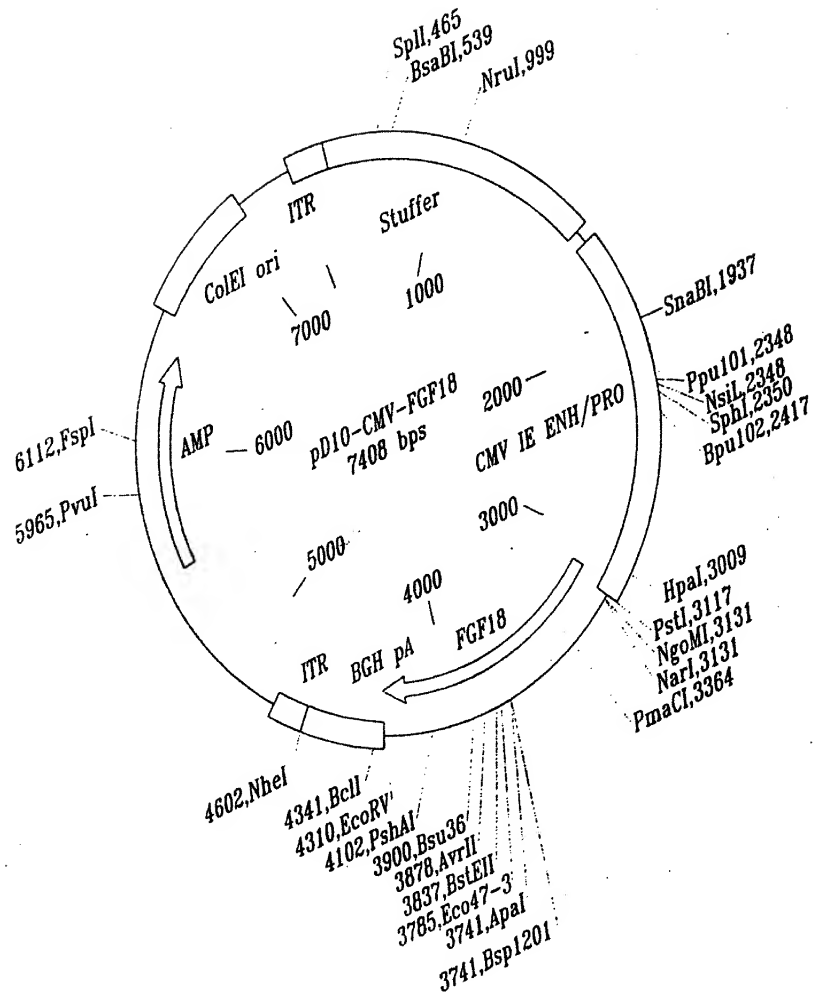 SplI,465
BsaBI,539
NruI,999
ITR
Stuffer
ColEI ori
7000
1000
SnaBI,1937
Ppu101,2348
NsiI,2348
SphI,2350
Bpu102,2417
2000
6112,FspI
AMP
6000
pD10-CMV-FGF18
7408 bps
CMV IE ENH/PRO
5965,PvuI
3000
5000
4000
HpaI,3009
PstI,3117
NgoMI,3131
NarI,3131
PmaCI,3364
FGF18
BGH pA
ITR
4602,NheI
4341,BclI
4310,EcoRV
4102,PshAI
3900,Bsu36
3878,AvrII
3837,BstEII
3785,Eco47-3
3741,ApaI
3741,Bsp1201